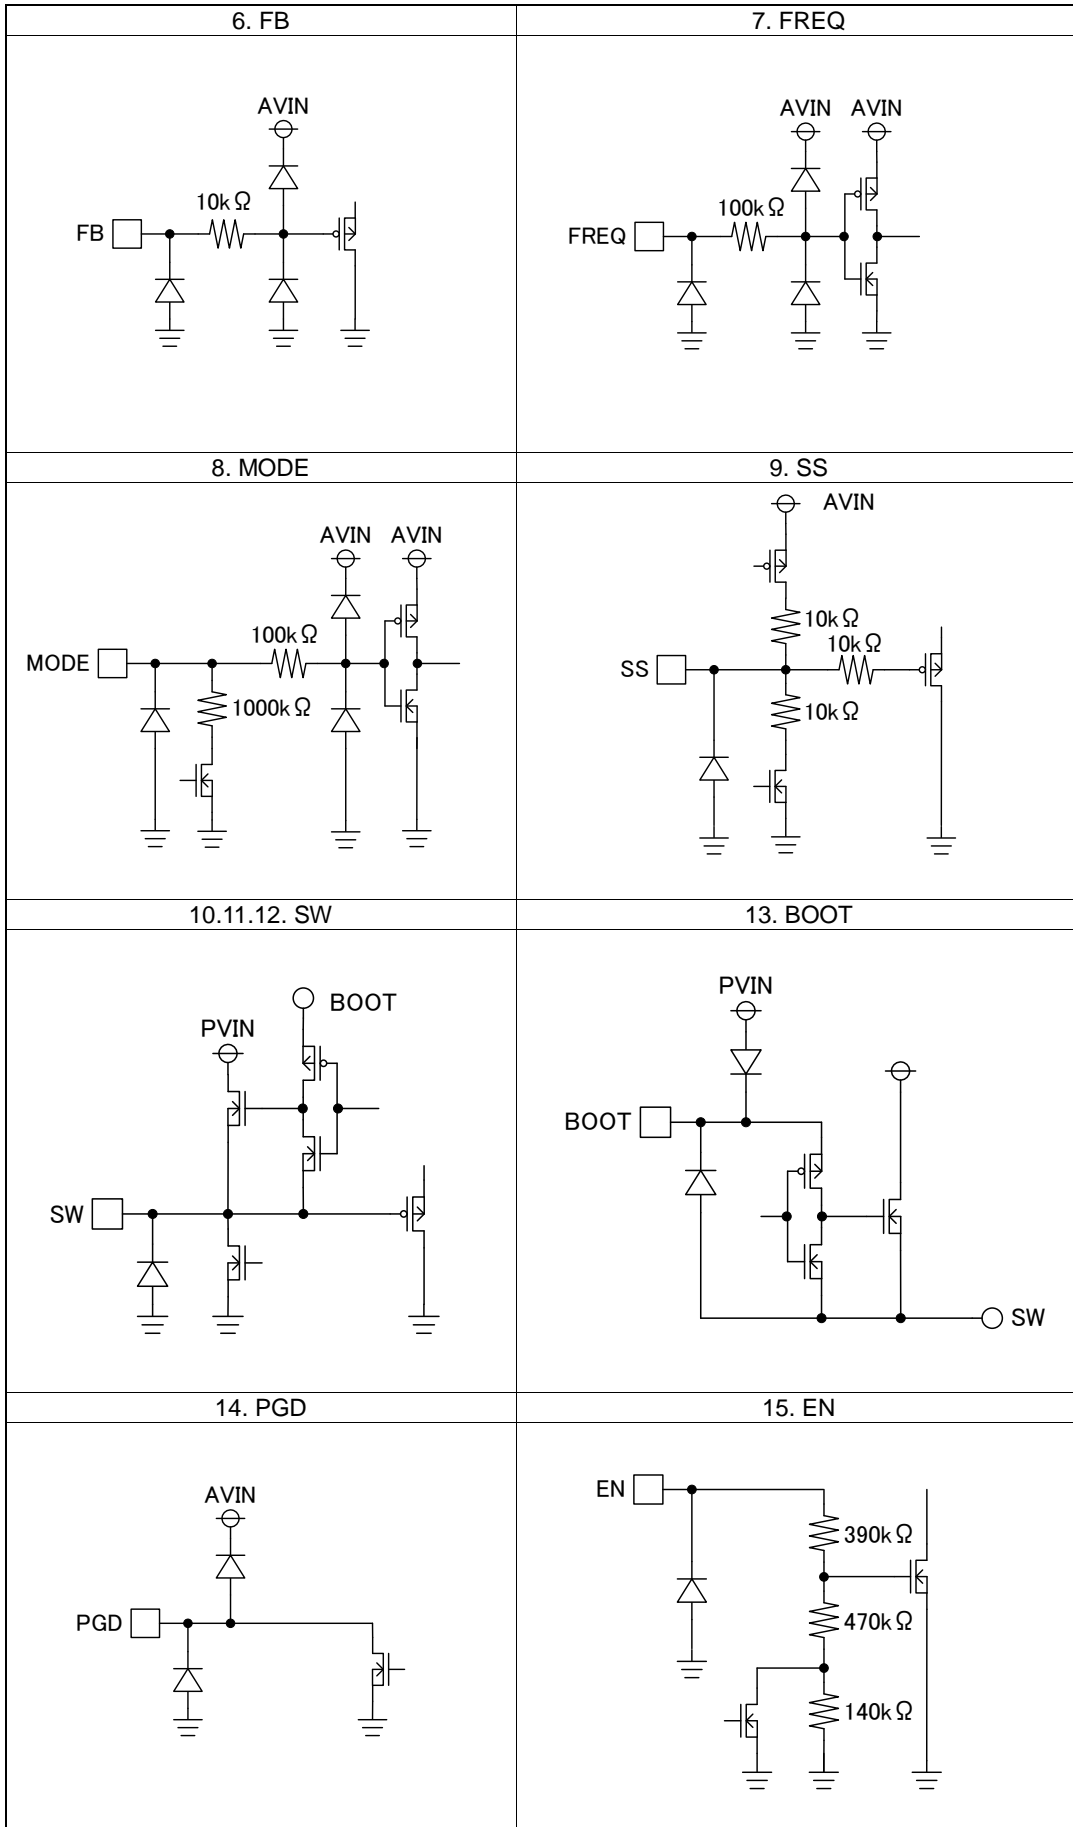 6. FB
7. FREQ
AVIN
10kΩ
FB
AVIN AVIN
100kΩ
FREQ
8. MODE
9. SS
AVIN AVIN
100kΩ
MODE
1000kΩ
AVIN
10kΩ
10kΩ
SS
10kΩ
10.11.12. SW
13. BOOT
BOOT
PVIN
SW
PVIN
BOOT
SW
14. PGD
15. EN
AVIN
PGD
EN
390kΩ
470kΩ
140kΩ